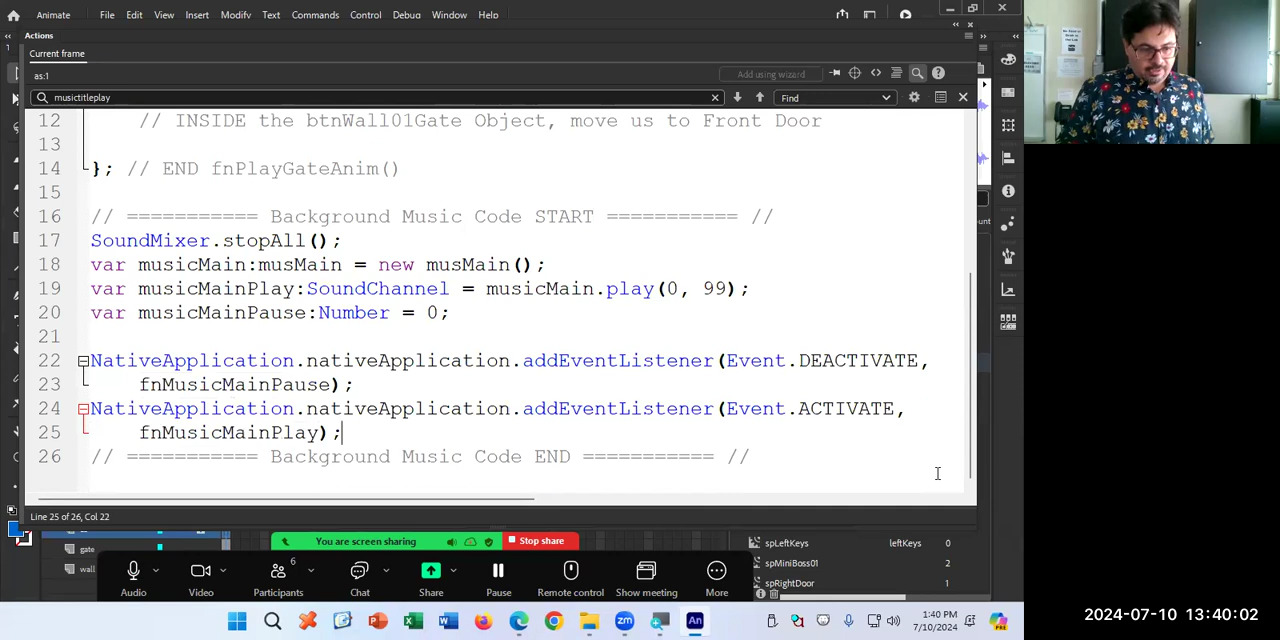 Animate File Edit View Insert Modify Text Commands Control Debug Window Help
Actions
Current frame
as:1
Add using wizard
musictitleplay
Find
12 // INSIDE the btnWall01Gate Object, move us to Front Door
13
14 }; // END fnPlayGateAnim()
15
16 // =========== Background Music Code START =========== //
17 SoundMixer.stopAll();
18 var musicMain:musMain = new musMain();
19 var musicMainPlay:SoundChannel = musicMain.play(0, 99);
20 var musicMainPause:Number = 0;
21
22 NativeApplication.nativeApplication.addEventListener(Event.DEACTIVATE,
23 fnMusicMainPause);
24 NativeApplication.nativeApplication.addEventListener(Event.ACTIVATE,
25 fnMusicMainPlay);
26 // =========== Background Music Code END =========== //
Line 25 of 26, Col 22
You are screen sharing Stop share
gate
wall
spLeftKeys leftKeys 0
spMiniBoss01 2
spRightDoor 1
6
Audio Video Participants Chat Share Pause Remote control Show meeting More
1:40 PM
7/10/2024
2024-07-10 13:40:02